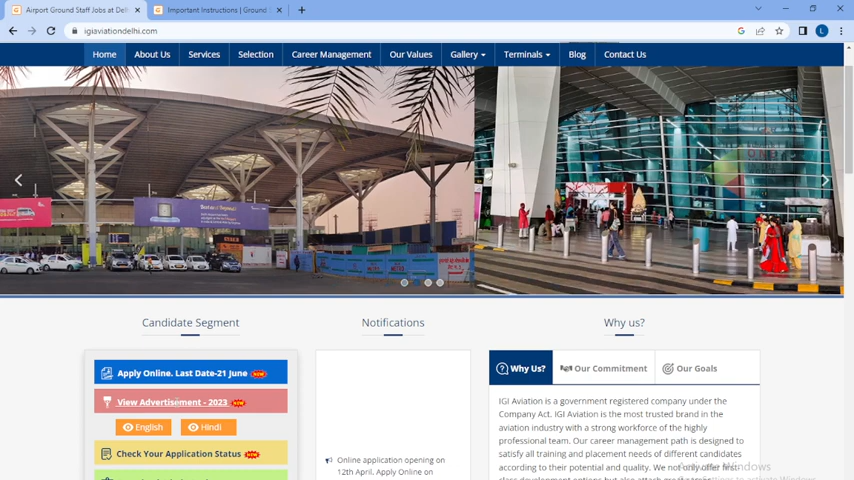 Airport Ground Staff Jobs at Delh
Important Instructions | Ground S
igiaviationdelhi.com
Home About Us Services Selection Career Management Our Values Gallery Terminals Blog Contact Us
Candidate Segment
Notifications
Why us?
Apply Online. Last Date-21 June NEW
View Advertisement - 2023 NEW
English Hindi
Check Your Application Status NEW
Online application opening on
12th April. Apply Online on
Why Us? Our Commitment Our Goals
IGI Aviation is a government registered company under the
Company Act. IGI Aviation is the most trusted brand in the
aviation industry with a strong workforce of the highly
professional team. Our career management path is designed to
satisfy all training and placement needs of different candidates
according to their potential and quality. We not only offer
Activate Windows